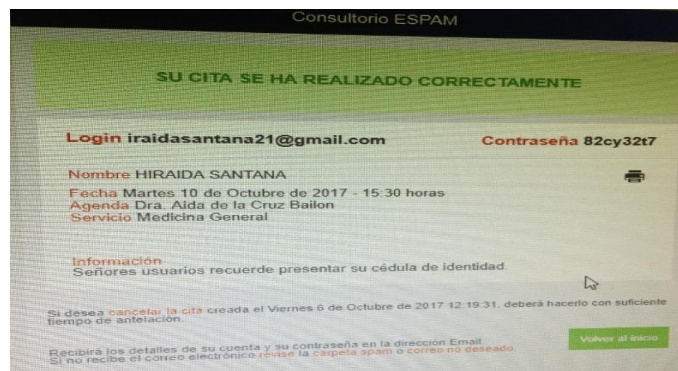 Consultorio ESPAM
SU CITA SE HA REALIZADO CORRECTAMENTE
Login iraidasantana21@gmail.com Contraseña 82cy32t7
Nombre HIRAIDA SANTANA
Fecha Martes 10 de Octubre de 2017 - 15:30 horas
Agenda Dra. Aida de la Cruz Bailon
Servicio Medicina General
Información
Señores usuarios recuerde presentar su cédula de identidad
Si desea cancelar la cita creada el Viernes 6 de Octubre de 2017 12:19:31, deberá hacerlo con suficiente
tiempo de antelación.
Volver al inicio
Recibirá los detalles de su cuenta y su contraseña en la dirección Email.
Si no recibe el correo electrónico revise la carpeta spam o correo no deseado.